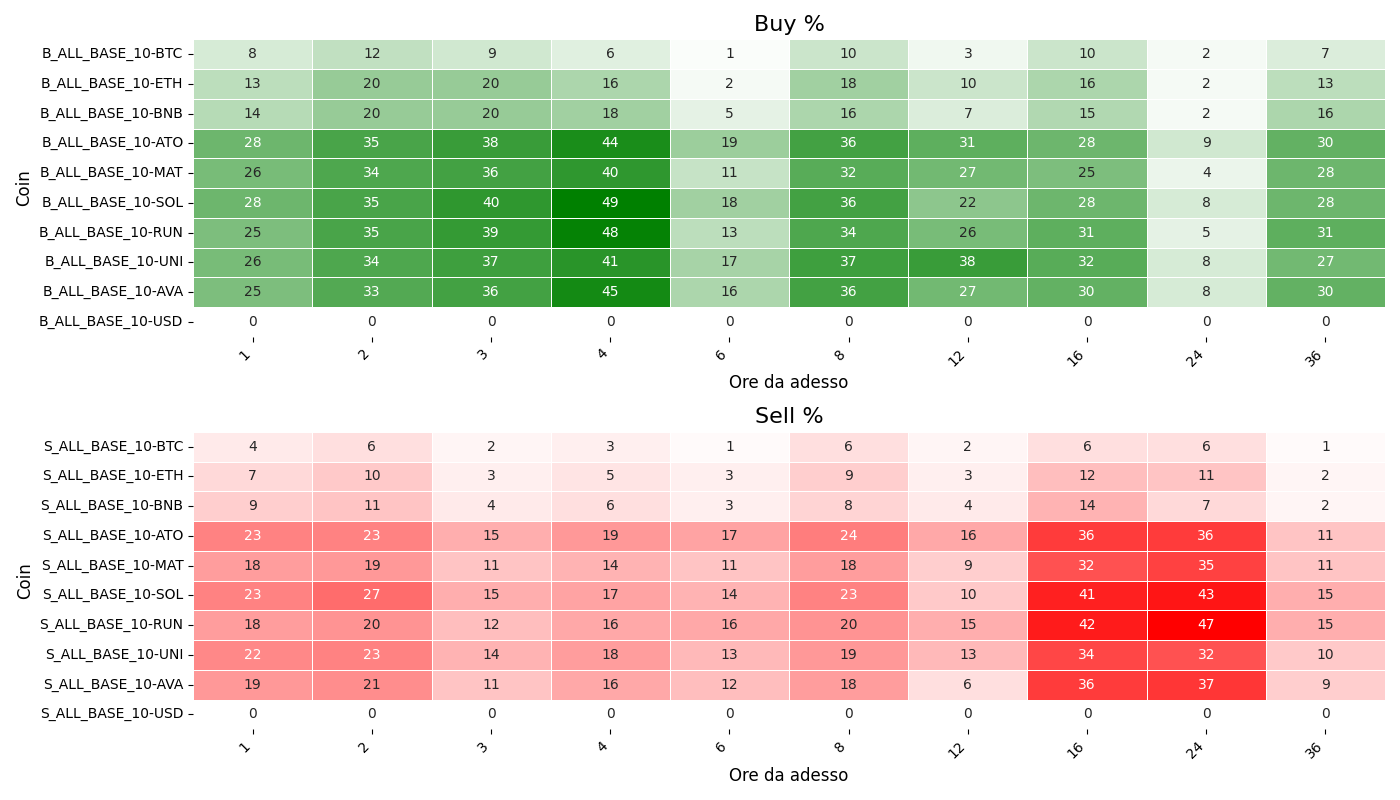 Buy %
Coin
B_ALL_BASE_10-BTC 8 12 9 6 1 10 3 10 2 7
B_ALL_BASE_10-ETH 13 20 20 16 2 18 10 16 2 13
B_ALL_BASE_10-BNB 14 20 20 18 5 16 7 15 2 16
B_ALL_BASE_10-ATO 28 35 38 44 19 36 31 28 9 30
B_ALL_BASE_10-MAT 26 34 36 40 11 32 27 25 4 28
B_ALL_BASE_10-SOL 28 35 40 49 18 36 22 28 8 28
B_ALL_BASE_10-RUN 25 35 39 48 13 34 26 31 5 31
B_ALL_BASE_10-UNI 26 34 37 41 17 37 38 32 8 27
B_ALL_BASE_10-AVA 25 33 36 45 16 36 27 30 8 30
B_ALL_BASE_10-USD 0 0 0 0 0 0 0 0 0 0
1 2 3 4 6 8 12 16 24 36
Ore da adesso
Sell %
Coin
S_ALL_BASE_10-BTC 4 6 2 3 1 6 2 6 6 1
S_ALL_BASE_10-ETH 7 10 3 5 3 9 3 12 11 2
S_ALL_BASE_10-BNB 9 11 4 6 3 8 4 14 7 2
S_ALL_BASE_10-ATO 23 23 15 19 17 24 16 36 36 11
S_ALL_BASE_10-MAT 18 19 11 14 11 18 9 32 35 11
S_ALL_BASE_10-SOL 23 27 15 17 14 23 10 41 43 15
S_ALL_BASE_10-RUN 18 20 12 16 16 20 15 42 47 15
S_ALL_BASE_10-UNI 22 23 14 18 13 19 13 34 32 10
S_ALL_BASE_10-AVA 19 21 11 16 12 18 6 36 37 9
S_ALL_BASE_10-USD 0 0 0 0 0 0 0 0 0 0
1 2 3 4 6 8 12 16 24 36
Ore da adesso